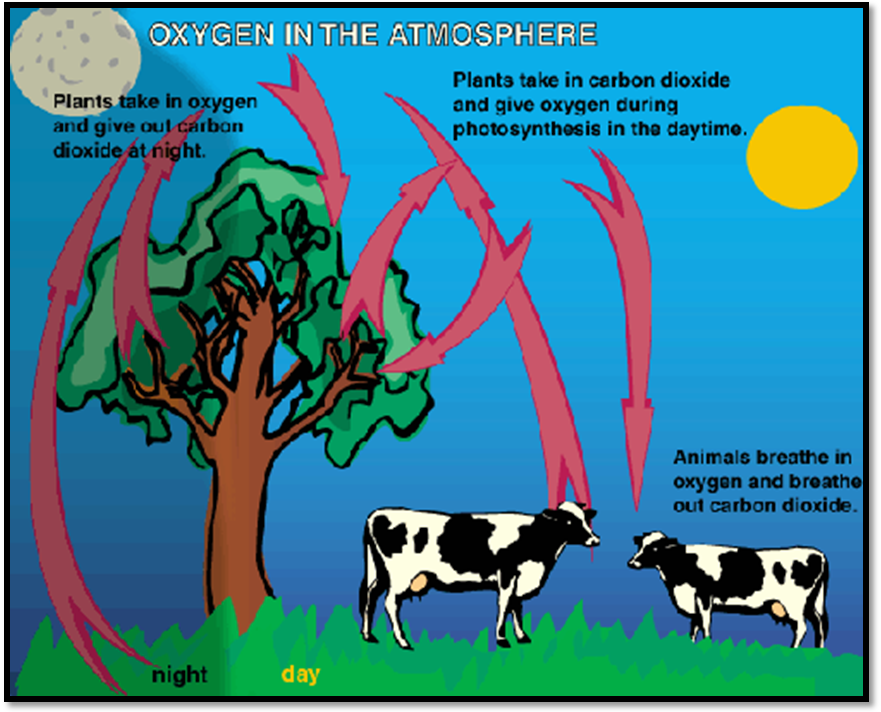 OXYGEN IN THE ATMOSPHERE
Plants take in oxygen
and give out carbon
dioxide at night.
Plants take in carbon dioxide
and give oxygen during
photosynthesis in the daytime.
Animals breathe in
oxygen and breathe
out carbon dioxide.
night
day